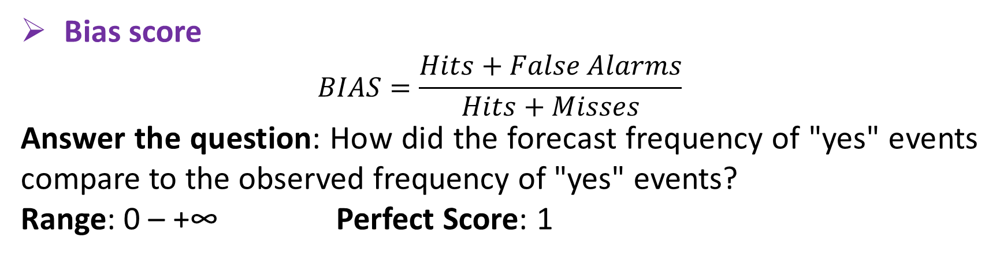 ➢ Bias score
BIAS = \frac{Hits + False Alarms}{Hits + Misses}
Answer the question: How did the forecast frequency of "yes" events
compare to the observed frequency of "yes" events?
Range: 0 – +∞ Perfect Score: 1